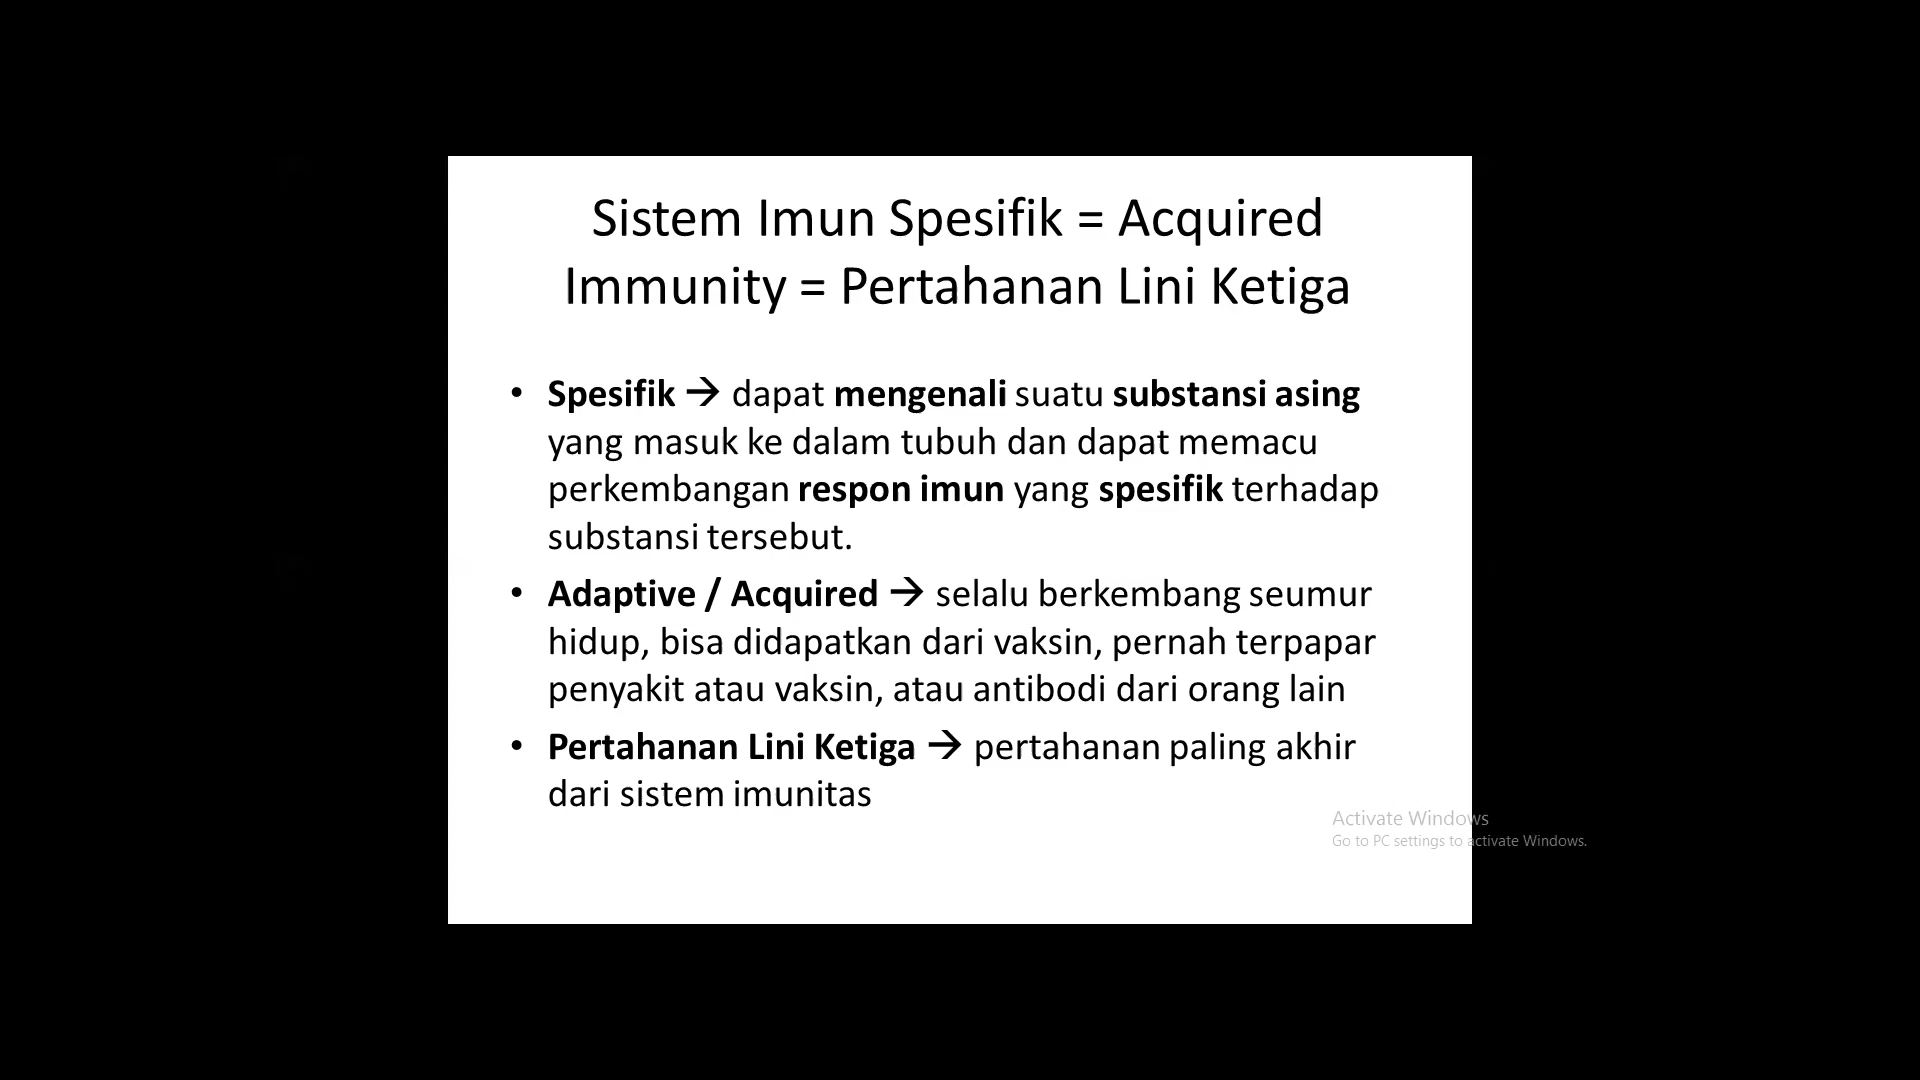 Sistem Imun Spesifik = Acquired
Immunity = Pertahanan Lini Ketiga
• Spesifik → dapat mengenali suatu substansi asing
yang masuk ke dalam tubuh dan dapat memacu
perkembangan respon imun yang spesifik terhadap
substansi tersebut.
• Adaptive / Acquired → selalu berkembang seumur
hidup, bisa didapatkan dari vaksin, pernah terpapar
penyakit atau vaksin, atau antibodi dari orang lain
• Pertahanan Lini Ketiga → pertahanan paling akhir
dari sistem imunitas
Activate Windows
Go to PC settings to activate Windows.